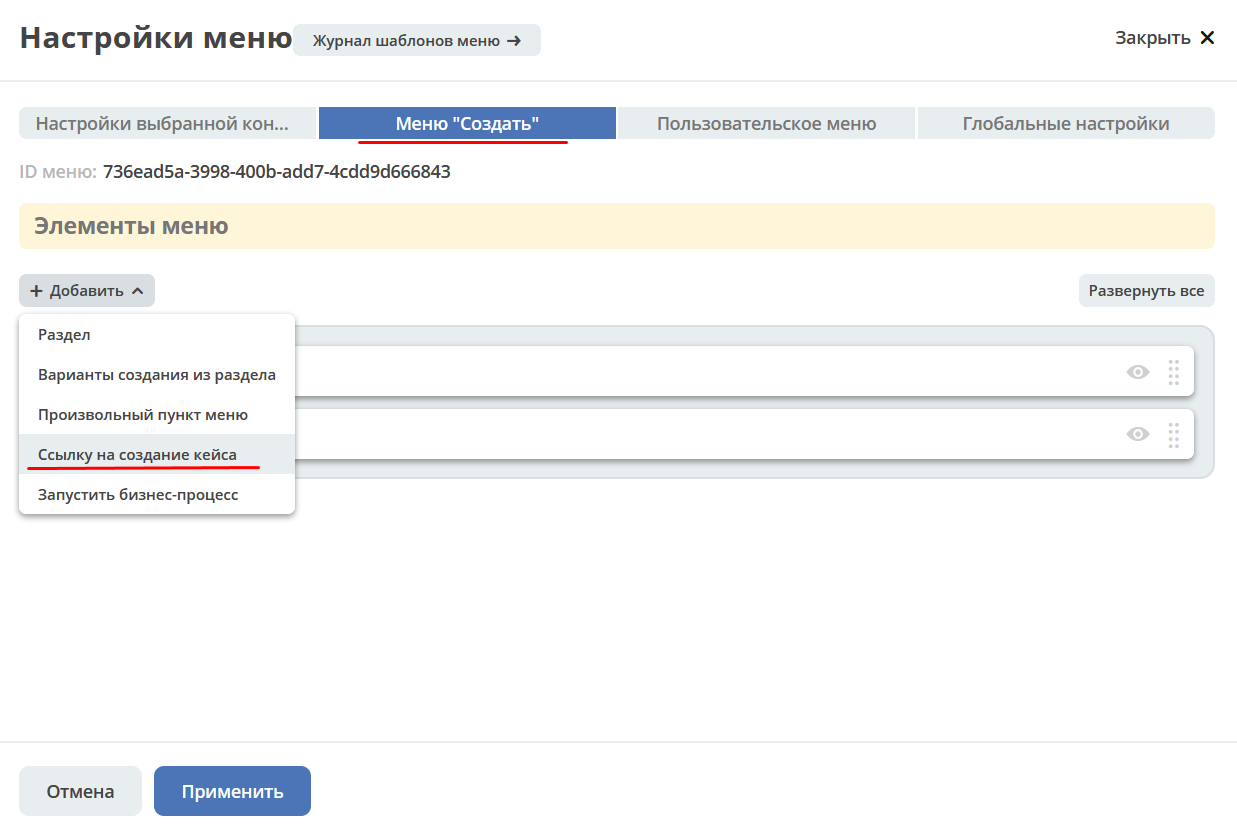 Настройки меню
Журнал шаблонов меню →
Закрыть ✕
Настройки выбранной кон...
Меню "Создать"
Пользовательское меню
Глобальные настройки
ID меню: 736ead5a-3998-400b-add7-4cdd9d666843
Элементы меню
+ Добавить
Развернуть все
Раздел
Варианты создания из раздела
Произвольный пункт меню
Ссылку на создание кейса
Запустить бизнес-процесс
Отмена
Применить